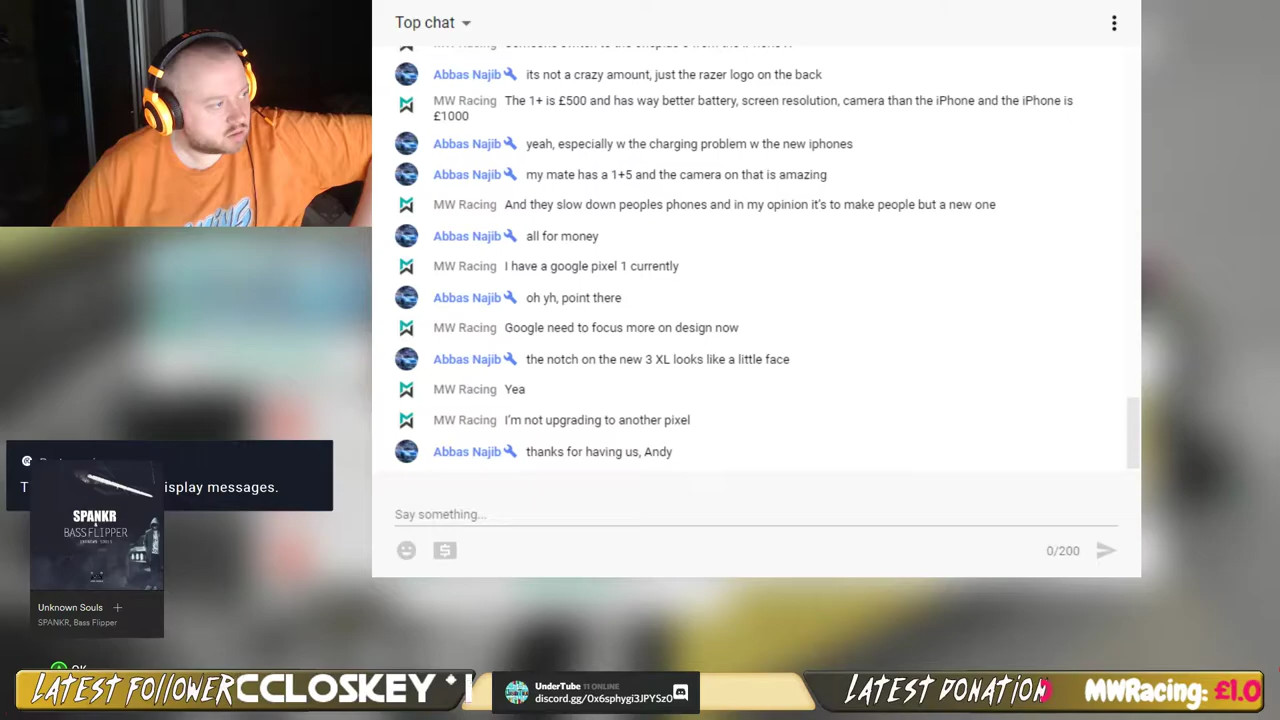 Top chat
Abbas Najib its not a crazy amount, just the razer logo on the back
MW Racing The 1+ is £500 and has way better battery, screen resolution, camera than the iPhone and the iPhone is
£1000
Abbas Najib yeah, especially w the charging problem w the new iphones
Abbas Najib my mate has a 1+5 and the camera on that is amazing
MW Racing And they slow down peoples phones and in my opinion it's to make people but a new one
Abbas Najib all for money
MW Racing I have a google pixel 1 currently
Abbas Najib oh yh, point there
MW Racing Google need to focus more on design now
Abbas Najib the notch on the new 3 XL looks like a little face
MW Racing Yea
MW Racing I'm not upgrading to another pixel
Abbas Najib thanks for having us, Andy
Say something...
0/200
isplay messages.
SPANKR
&
BASS FLIPPER
UNKNOWN SOULS
Unknown Souls +
SPANKR, Bass Flipper
OK
LATEST FOLLOWER CCLOSKEY * I
UnderTube 11 ONLINE
discord.gg/0x6sphygi3JPYSz0
LATEST DONATION
MWRacing: £1.0